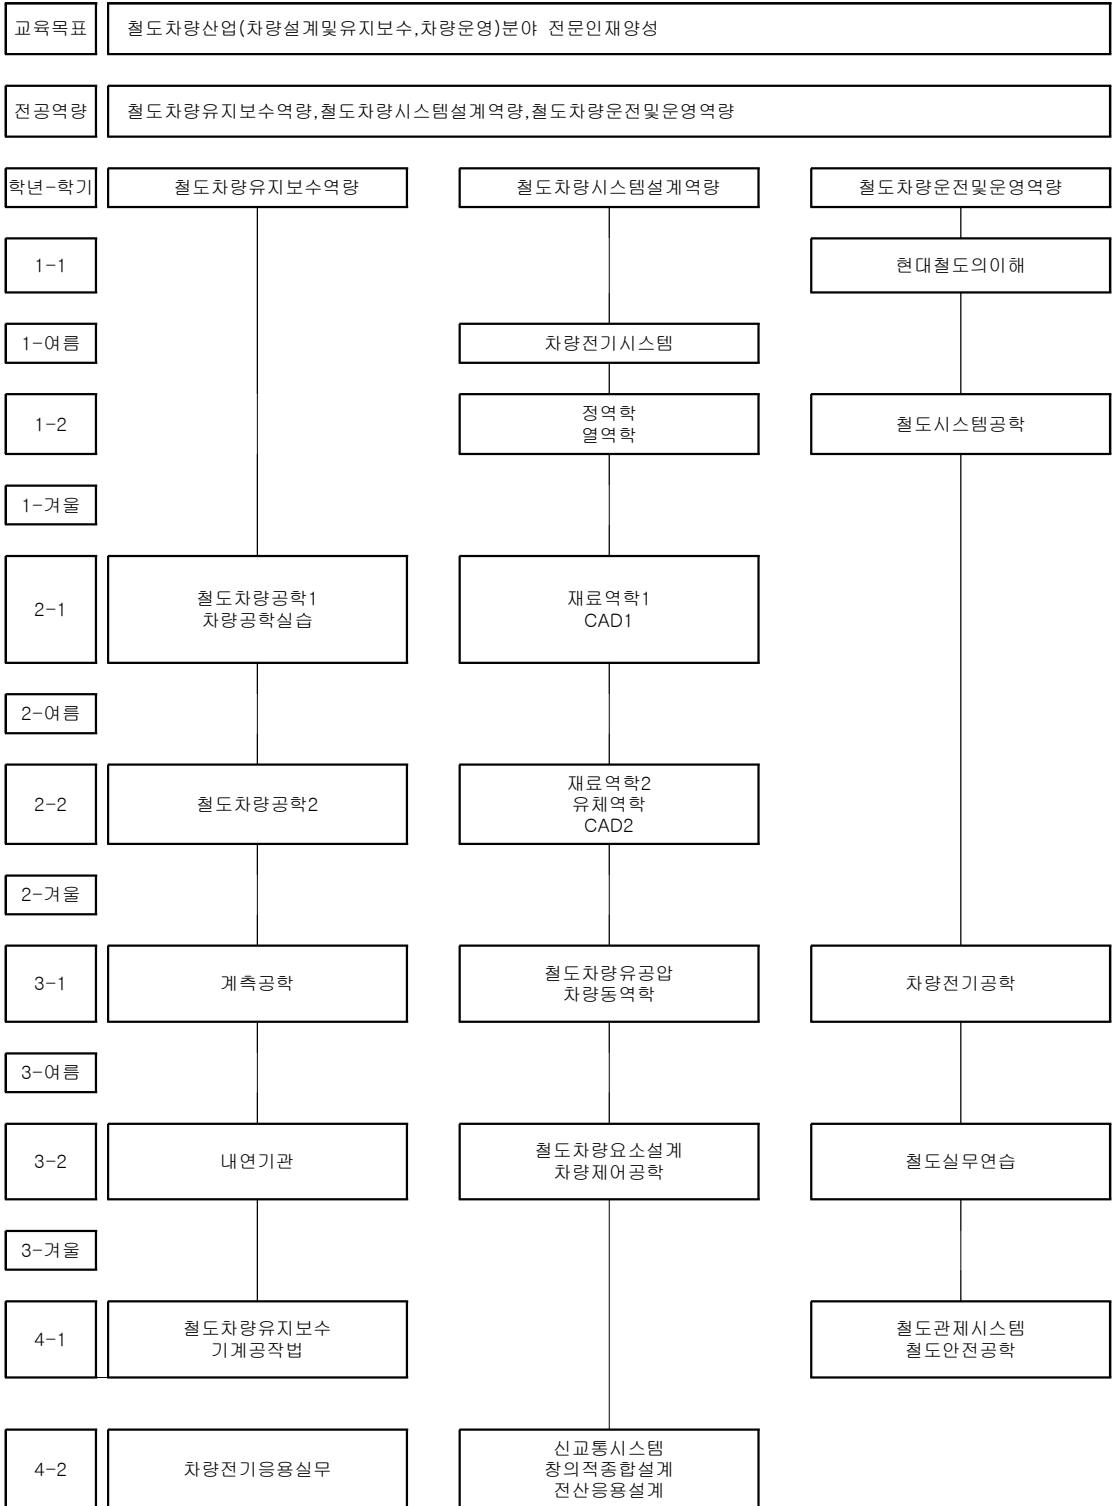 교육목표
철도차량산업(차량설계및유지보수,차량운영)분야 전문인재양성
전공역량
철도차량유지보수역량,철도차량시스템설계역량,철도차량운전및운영역량
학년-학기
철도차량유지보수역량
철도차량시스템설계역량
철도차량운전및운영역량
1-1
현대철도의이해
1-여름
차량전기시스템
1-2
정역학
열역학
철도시스템공학
1-겨울
2-1
철도차량공학1
차량공학실습
재료역학1
CAD1
2-여름
2-2
철도차량공학2
재료역학2
유체역학
CAD2
2-겨울
3-1
계측공학
철도차량유공압
차량동역학
차량전기공학
3-여름
3-2
내연기관
철도차량요소설계
차량제어공학
철도실무연습
3-겨울
4-1
철도차량유지보수
기계공작법
철도관제시스템
철도안전공학
4-2
차량전기응용실무
신교통시스템
창의적종합설계
전산응용설계